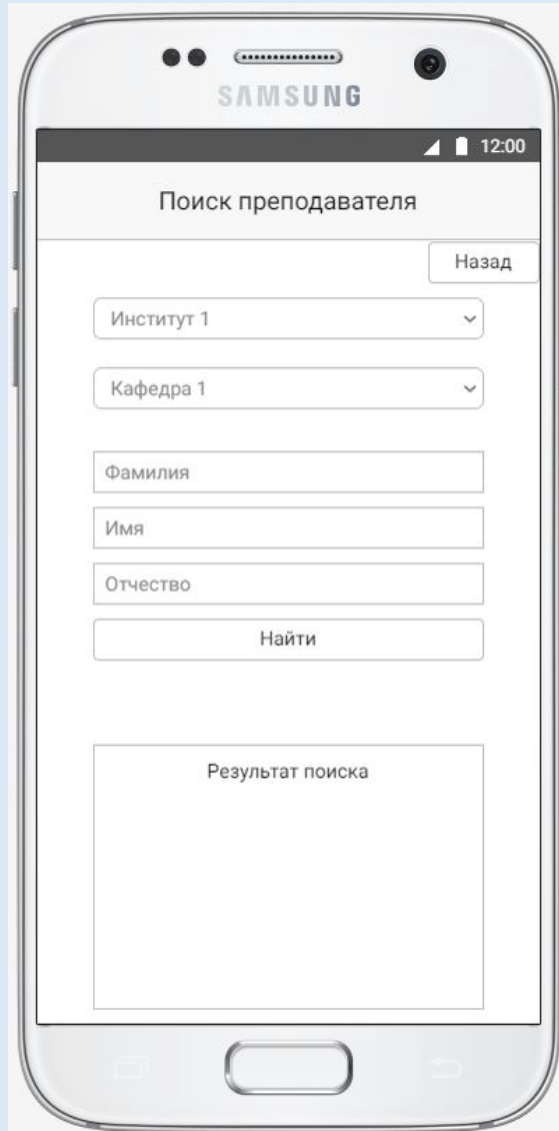 SAMSUNG
12:00
Поиск преподавателя
Назад
Институт 1
Кафедра 1
Фамилия
Имя
Отчество
Найти
Результат поиска